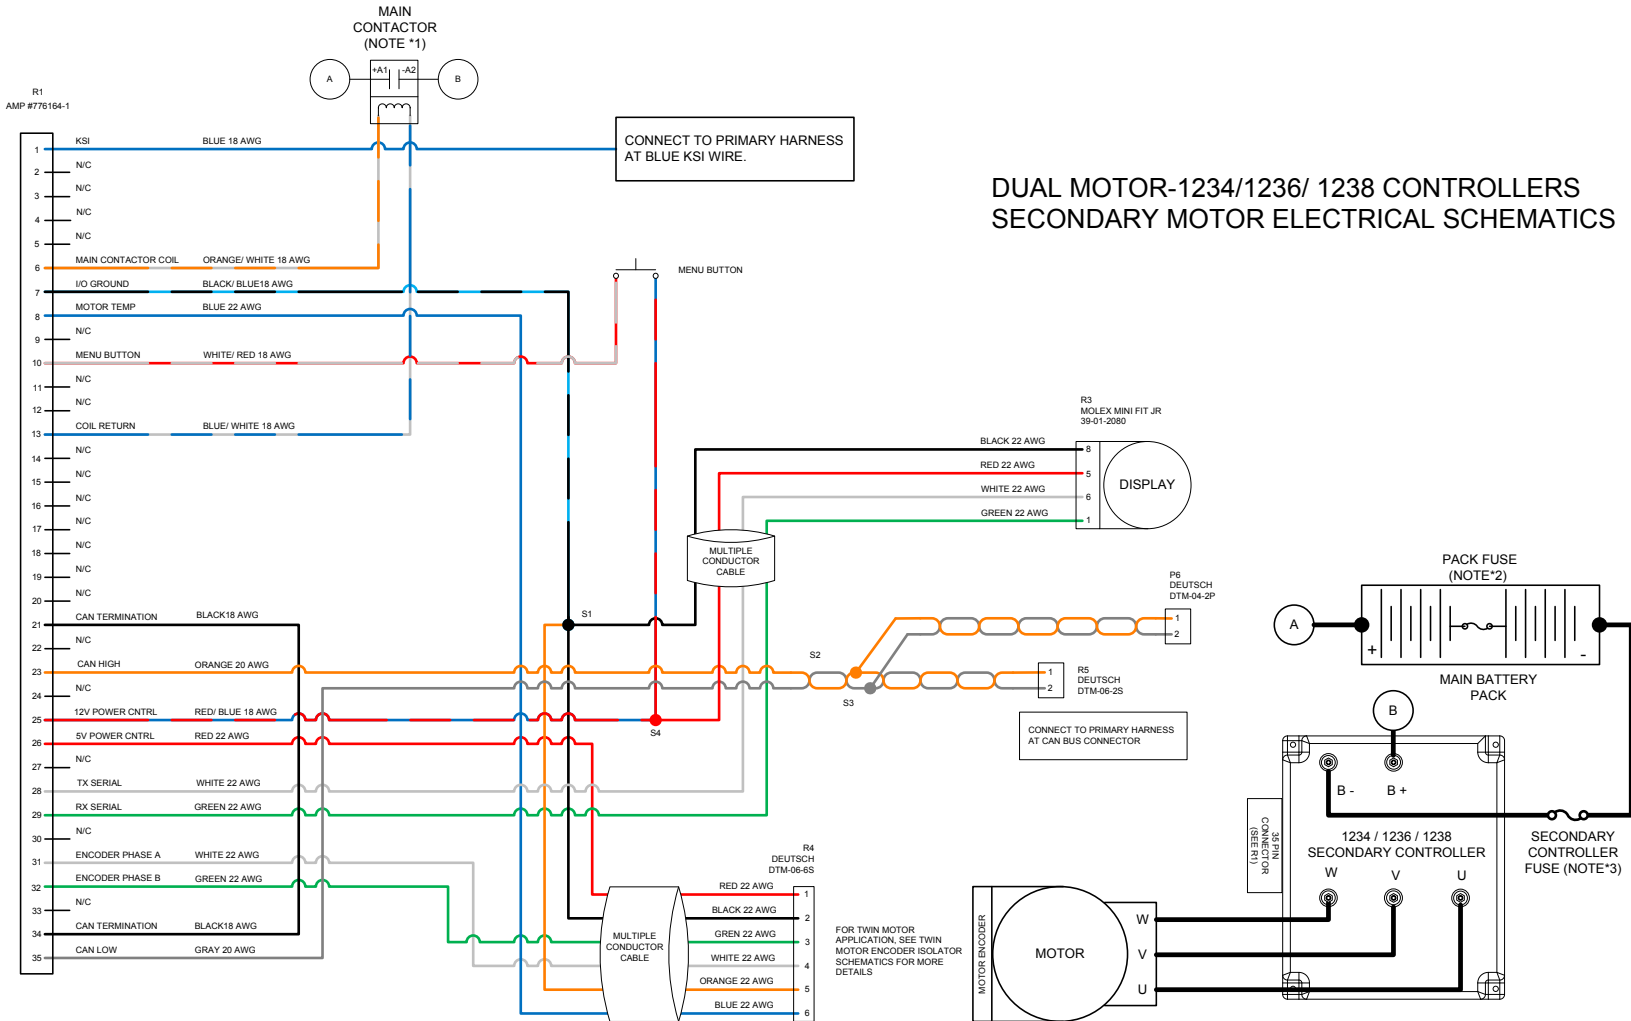 MAIN
CONTACTOR
(NOTE *1)
A
+A1
-A2
B
R1
AMP #776164-1
1 KSI BLUE 18 AWG
2 N/C
3 N/C
4 N/C
5 N/C
6 MAIN CONTACTOR COIL ORANGE/ WHITE 18 AWG
7 I/O GROUND BLACK/ BLUE18 AWG
8 MOTOR TEMP BLUE 22 AWG
9 N/C
10 MENU BUTTON WHITE/ RED 18 AWG
11 N/C
12 N/C
13 COIL RETURN BLUE/ WHITE 18 AWG
14 N/C
15 N/C
16 N/C
17 N/C
18 N/C
19 N/C
20 N/C
21 CAN TERMINATION BLACK18 AWG
22 N/C
23 CAN HIGH ORANGE 20 AWG
24 N/C
25 12V POWER CNTRL RED/ BLUE 18 AWG
26 5V POWER CNTRL RED 22 AWG
27 N/C
28 TX SERIAL WHITE 22 AWG
29 RX SERIAL GREEN 22 AWG
30 N/C
31 ENCODER PHASE A WHITE 22 AWG
32 ENCODER PHASE B GREEN 22 AWG
33 N/C
34 CAN TERMINATION BLACK18 AWG
35 CAN LOW GRAY 20 AWG
CONNECT TO PRIMARY HARNESS
AT BLUE KSI WIRE.
DUAL MOTOR-1234/1236/ 1238 CONTROLLERS
SECONDARY MOTOR ELECTRICAL SCHEMATICS
MENU BUTTON
R3
MOLEX MINI FIT JR
39-01-2080
BLACK 22 AWG 8
RED 22 AWG 5
WHITE 22 AWG 6
GREEN 22 AWG 1
DISPLAY
MULTIPLE
CONDUCTOR
CABLE
S1
S2
S3
S4
P6
DEUTSCH
DTM-04-2P
1
2
R5
DEUTSCH
DTM-06-2S
1
2
CONNECT TO PRIMARY HARNESS
AT CAN BUS CONNECTOR
PACK FUSE
(NOTE*2)
A
+
-
MAIN BATTERY
PACK
B
B -
B +
35 PIN
CONNECTOR
(SEE R1)
1234 / 1236 / 1238
SECONDARY CONTROLLER
W
V
U
SECONDARY
CONTROLLER
FUSE (NOTE*3)
R4
DEUTSCH
DTM-06-6S
RED 22 AWG 1
BLACK 22 AWG 2
GREN 22 AWG 3
WHITE 22 AWG 4
ORANGE 22 AWG 5
BLUE 22 AWG 6
MULTIPLE
CONDUCTOR
CABLE
FOR TWIN MOTOR
APPLICATION, SEE TWIN
MOTOR ENCODER ISOLATOR
SCHEMATICS FOR MORE
DETAILS
MOTOR ENCODER
MOTOR
W
V
U